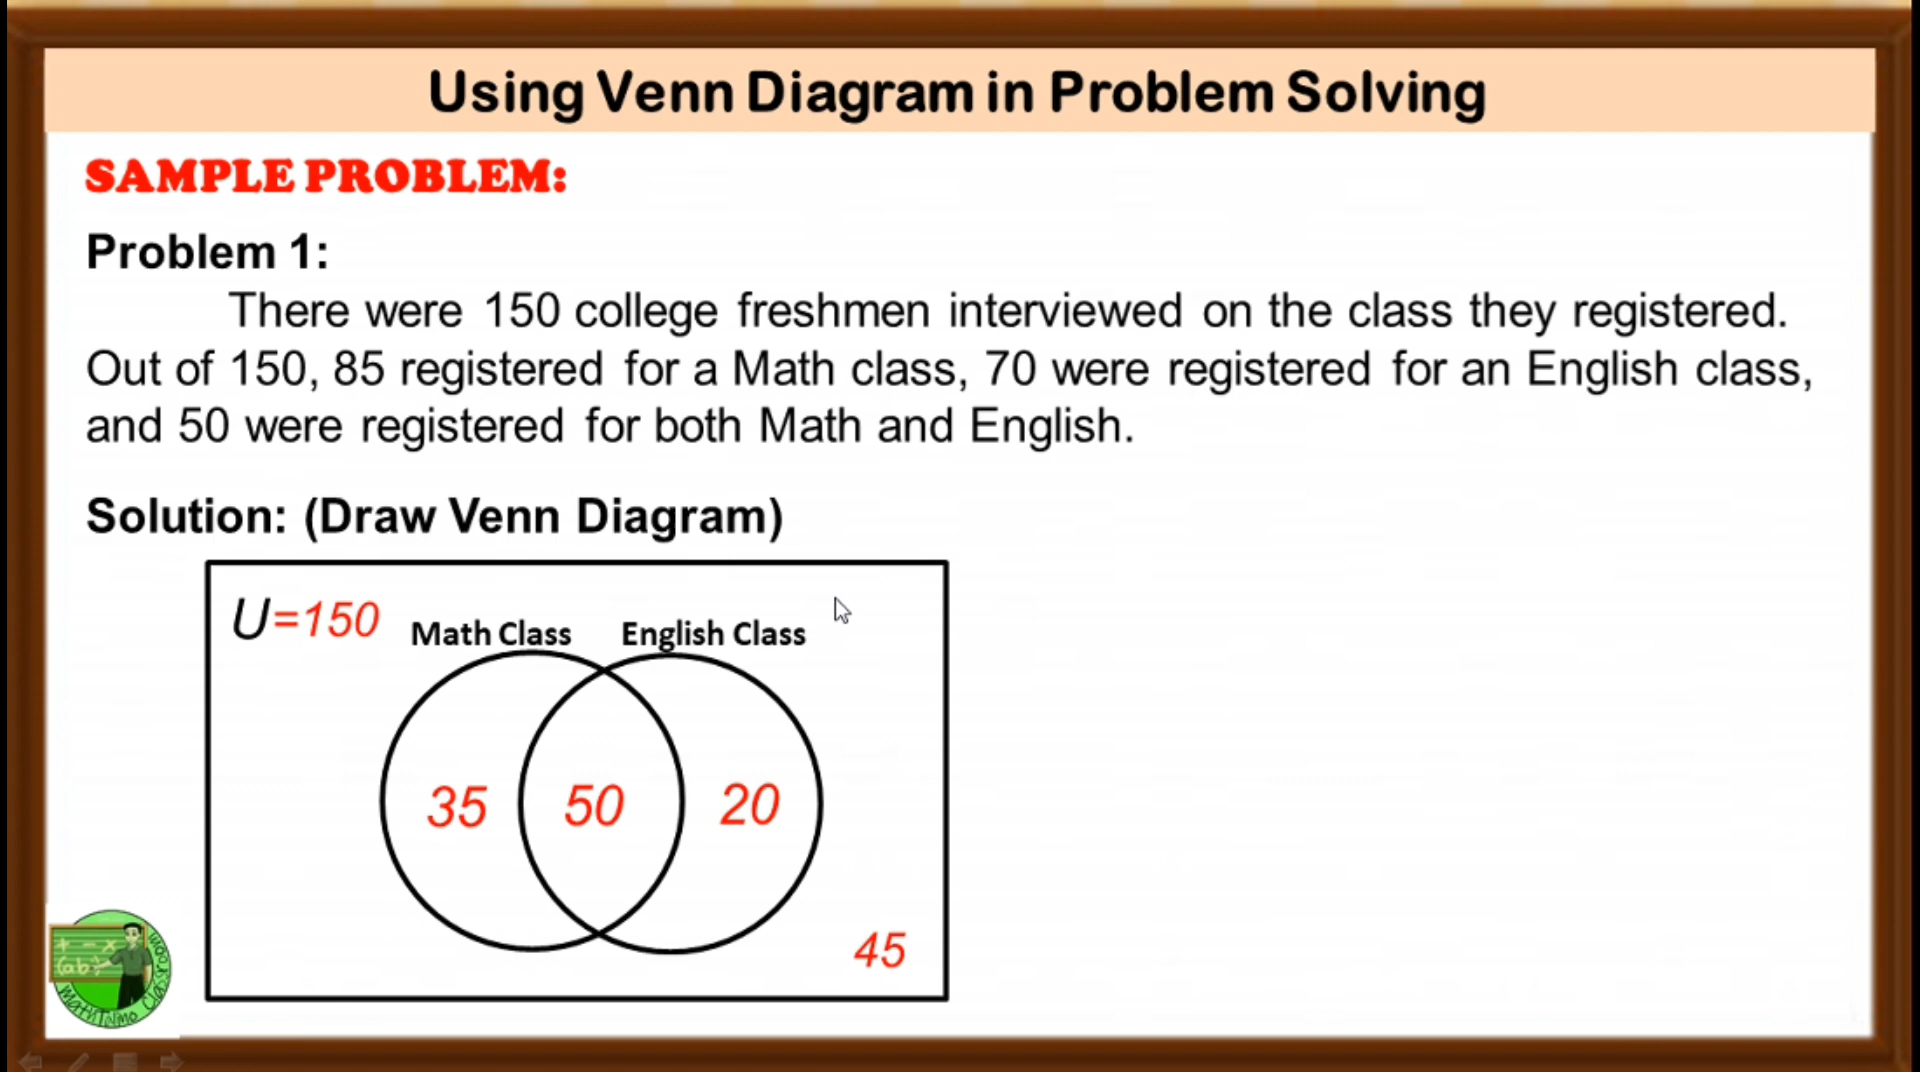 Using Venn Diagram in Problem Solving
SAMPLE PROBLEM:
Problem 1:
There were 150 college freshmen interviewed on the class they registered.
Out of 150, 85 registered for a Math class, 70 were registered for an English class,
and 50 were registered for both Math and English.
Solution: (Draw Venn Diagram)
U=150
Math Class English Class
35 50 20
45
+ - x
(ab)
Classroom